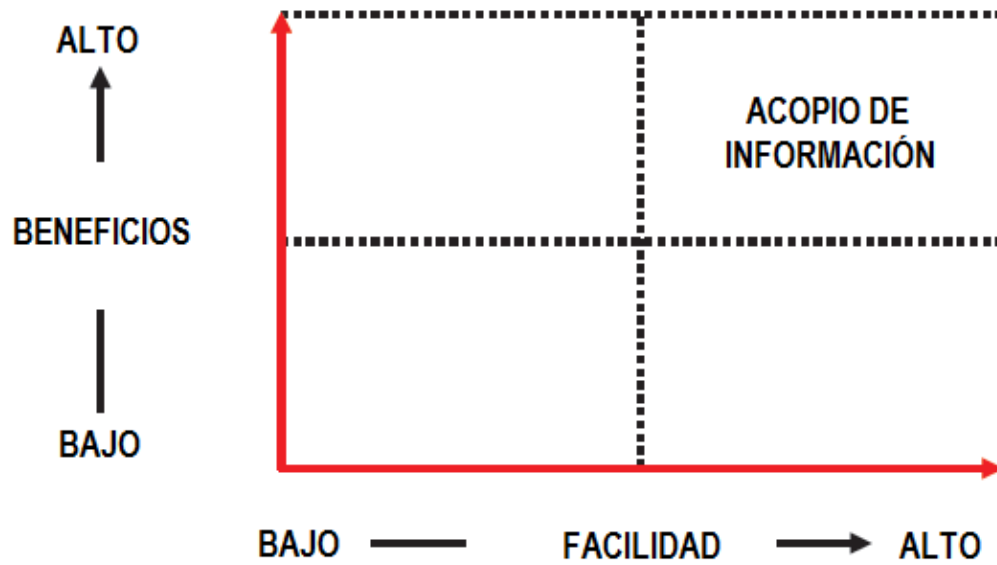 ALTO
ACOPIO DE
INFORMACIÓN
BENEFICIOS
BAJO
BAJO FACILIDAD ALTO